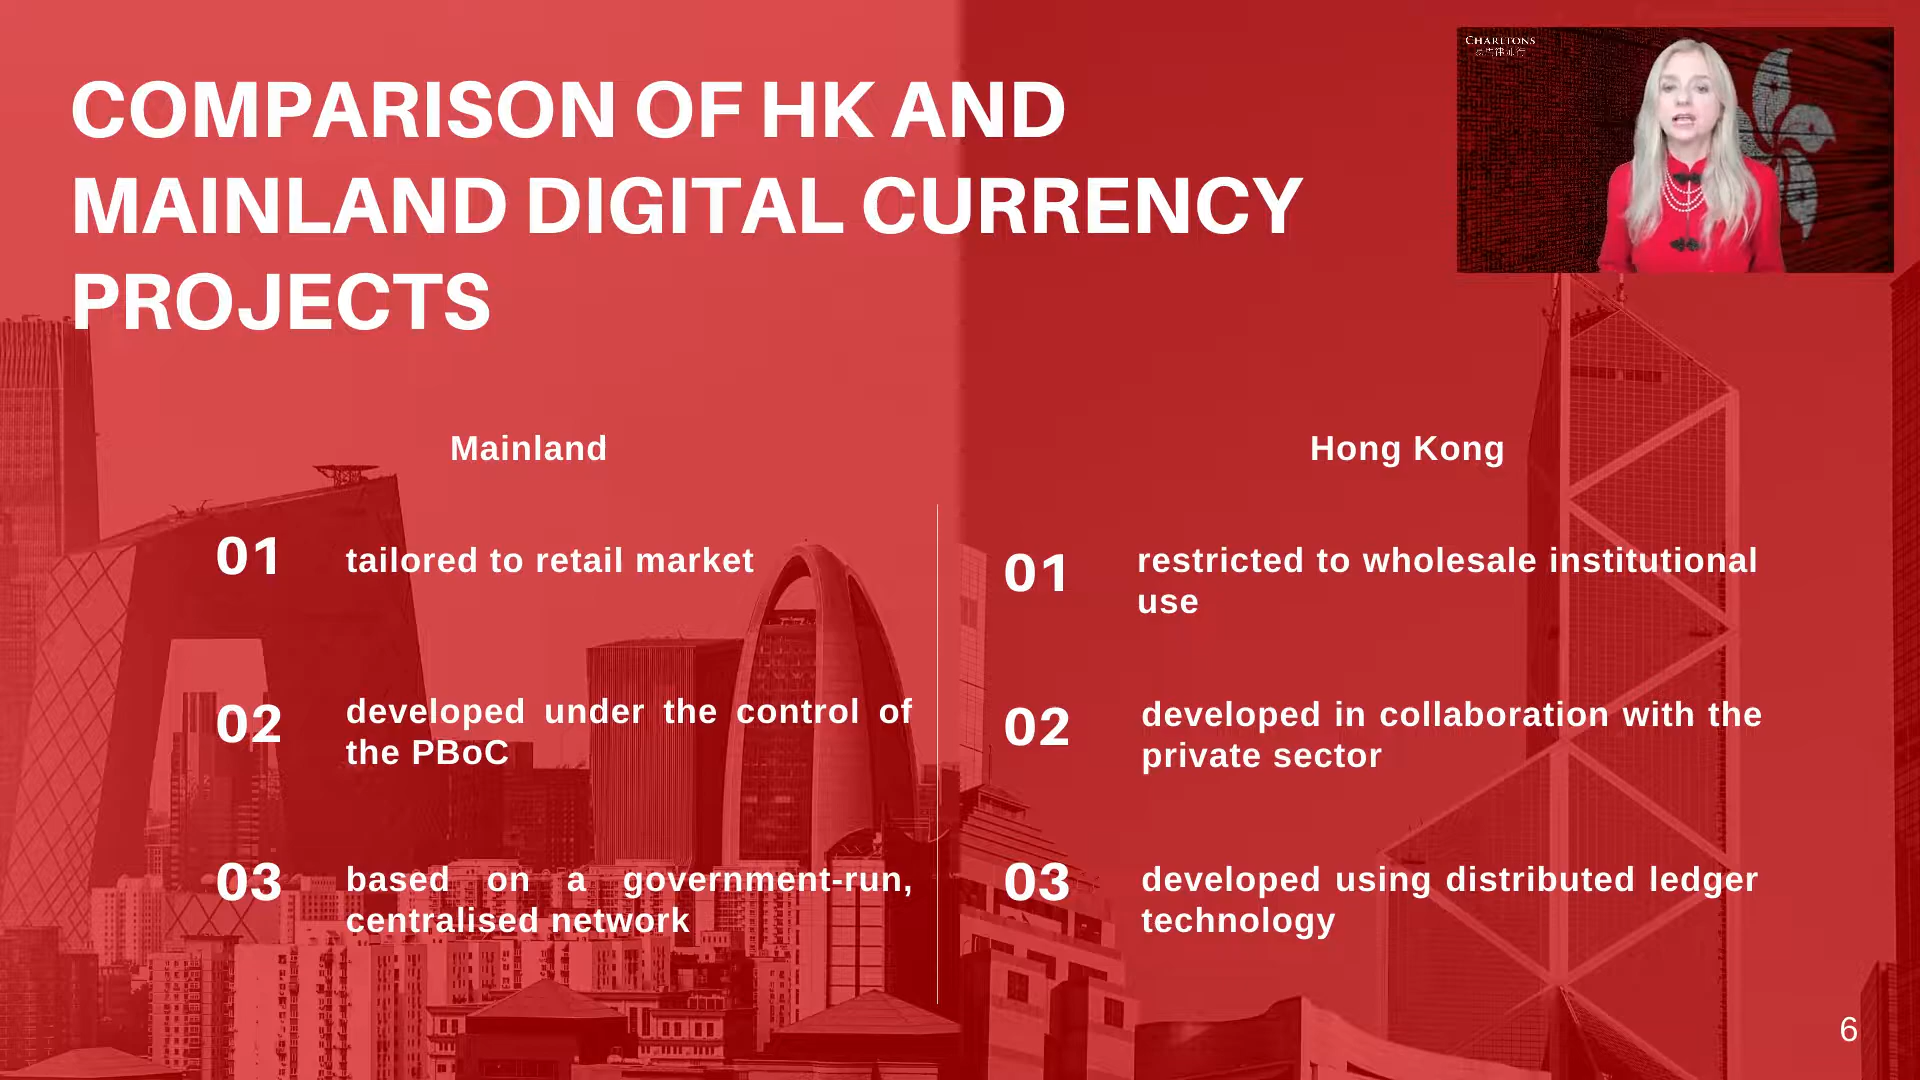 COMPARISON OF HK AND
MAINLAND DIGITAL CURRENCY
PROJECTS
CHARLTONS
Mainland
01 tailored to retail market
02 developed under the control of
the PBoC
03 based on a government-run,
centralised network
Hong Kong
01 restricted to wholesale institutional
use
02 developed in collaboration with the
private sector
03 developed using distributed ledger
technology
6